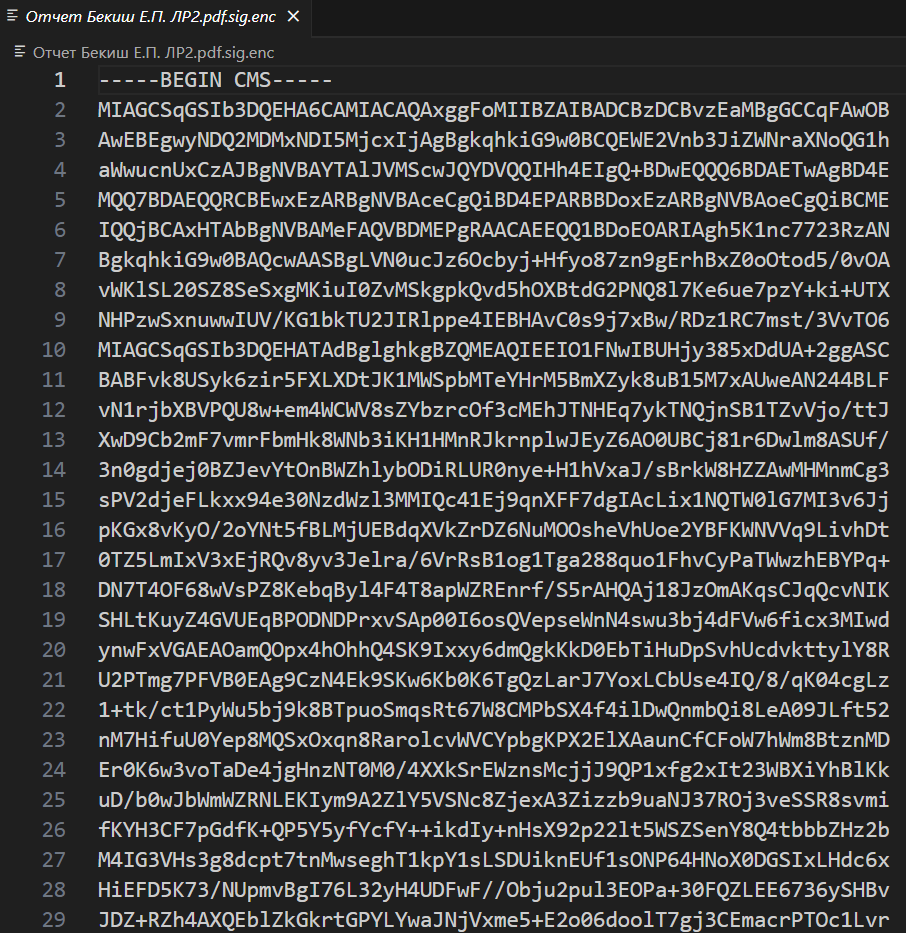 Отчет Бекиш Е.П. ЛР2.pdf.sig.enc
Отчет Бекиш Е.П. ЛР2.pdf.sig.enc
1 -----BEGIN CMS-----
2 MIAGCSqGSIb3DQEHA6CAMIACAQAxggFoMIIBZAIBADCBzDCBvzEaMBgGCCqFAwOB
3 AwEBEgwyNDQ2MDMxNDI5MjcxIjAgBgkqhkiG9w0BCQEWE2Vnb3JiZWNraXNoQG1h
4 aWwucnUxCzAJBgNVBAYTAlJVMScwJQYDVQQIHh4EIgQ+BDwEQQQ6BDAETwAgBD4E
5 MQQ7BDAEQQRCBEwxEzARBgNVBAceCgQiBD4EPARBBDoxEzARBgNVBAoeCgQiBCME
6 IQQjBCAxHTAbBgNVBAMeFAQVBDMEPgRAACAEEQQ1BDoEOARIAgh5K1nc7723RzAN
7 BgkqhkiG9w0BAQcwAASBgLVN0ucJz6Ocbyj+Hfyo87zn9gErhBxZ0oOtod5/0vOA
8 vWKlSL20SZ8SeSxgMKiuI0ZvMSkgpkQvd5hOXBtdG2PNQ8l7Ke6ue7pzY+ki+UTX
9 NHPzwSxnuwwIUV/KG1bkTU2JIRlppe4IEBHAvC0s9j7xBw/RDz1RC7mst/3VvTO6
10 MIAGCSqGSIb3DQEHATAdBglghkgBZQMEAQIEEIO1FNwIBUHjy385xDdUA+2ggASC
11 BABFvk8USyk6zir5FXLXDtJK1MWSpbMTeYHrM5BmXZyk8uB15M7xAUweAN244BLF
12 vN1rjbXBVPQU8w+em4WCWV8sZYbzrcOf3cMEhJTNHEq7ykTNQjnSB1TZvVjo/ttJ
13 XwD9Cb2mF7vmrFbmHk8WNb3iKH1HMnRJkrnplwJEyZ6AO0UBCj81r6Dwlm8ASUf/
14 3n0gdjej0BZJevYtOnBWZhlybODiRLUR0nye+H1hVxaJ/sBrkW8HZZAwMHMnmCg3
15 sPV2djeFLkxx94e30NzdWzl3MMIQc41Ej9qnXFF7dgIAcLix1NQTW0lG7MI3v6Jj
16 pKGx8vKyO/2oYNt5fBLMjUEBdqXVkZrDZ6NuMOOsheVhUoe2YBFKWNVVq9LivhDt
17 0TZ5LmIxV3xEjRQv8yv3Jelra/6VrRsB1og1Tga288quo1FhvCyPaTWwzhEBYPq+
18 DN7T4OF68wVsPZ8KebqByl4F4T8apWZREnrf/S5rAHQAj18JzOmAKqsCJqQcvNIK
19 SHLtKuyZ4GVUEqBPODNDPrxvSAp00I6osQVepseWnN4swu3bj4dFVw6ficx3MIwd
20 ynwFxVGAEAOamQOpx4hOhhQ4SK9Ixxy6dmQgkKkD0EbTiHuDpSvhUcdvkttylY8R
21 U2PTmg7PFVB0EAg9CzN4Ek9SKw6Kb0K6TgQzLarJ7YoxLCbUse4IQ/8/qK04cgLz
22 1+tk/ct1PyWu5bj9k8BTpuoSmqsRt67W8CMPbSX4f4ilDwQnmbQi8LeA09JLft52
23 nM7HifuU0Yep8MQSxOxqn8RarolcvWVCYpbgKPX2ElXAaunCfCFoW7hWm8BtznMD
24 Er0K6w3voTaDe4jgHnzNT0M0/4XXkSrEWznsMcjjJ9QP1xfg2xIt23WBXiYhBlKk
25 uD/b0wJbWmWZRNLEKIym9A2ZlY5VSNc8ZjexA3Zizzb9uaNJ37ROj3veSSR8svmi
26 fKYH3CF7pGdfK+QP5Y5yfYcfY++ikdIy+nHsX92p22lt5WSZSenY8Q4tbbbZHz2b
27 M4IG3VHs3g8dcpt7tnMwseghT1kpY1sLSDUiknEUf1sONP64HNoX0DGSIxLHdc6x
28 HiEFD5K73/NUpmvBgI76L32yH4UDFwF//Obju2pul3EOPa+30FQZLEE6736ySHBv
29 JDZ+RZh4AXQEblZkGkrtGPYLYwaJNjVxme5+E2o06doolT7gj3CEmacrPTOc1Lvr